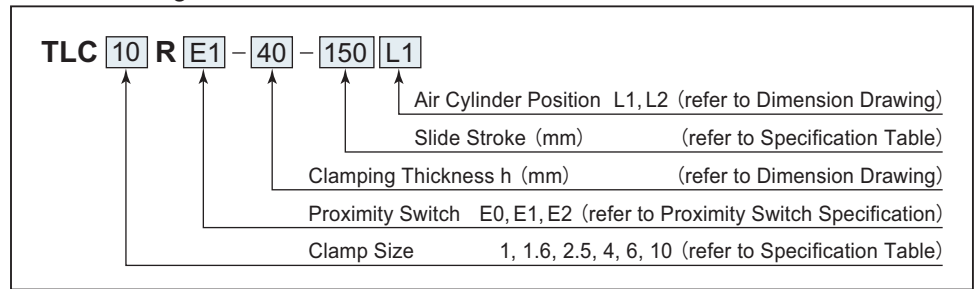 TLC 10 R E1 – 40 – 150 L1
Air Cylinder Position L1, L2 (refer to Dimension Drawing)
Slide Stroke (mm) (refer to Specification Table)
Clamping Thickness h (mm) (refer to Dimension Drawing)
Proximity Switch E0, E1, E2 (refer to Proximity Switch Specification)
Clamp Size 1, 1.6, 2.5, 4, 6, 10 (refer to Specification Table)